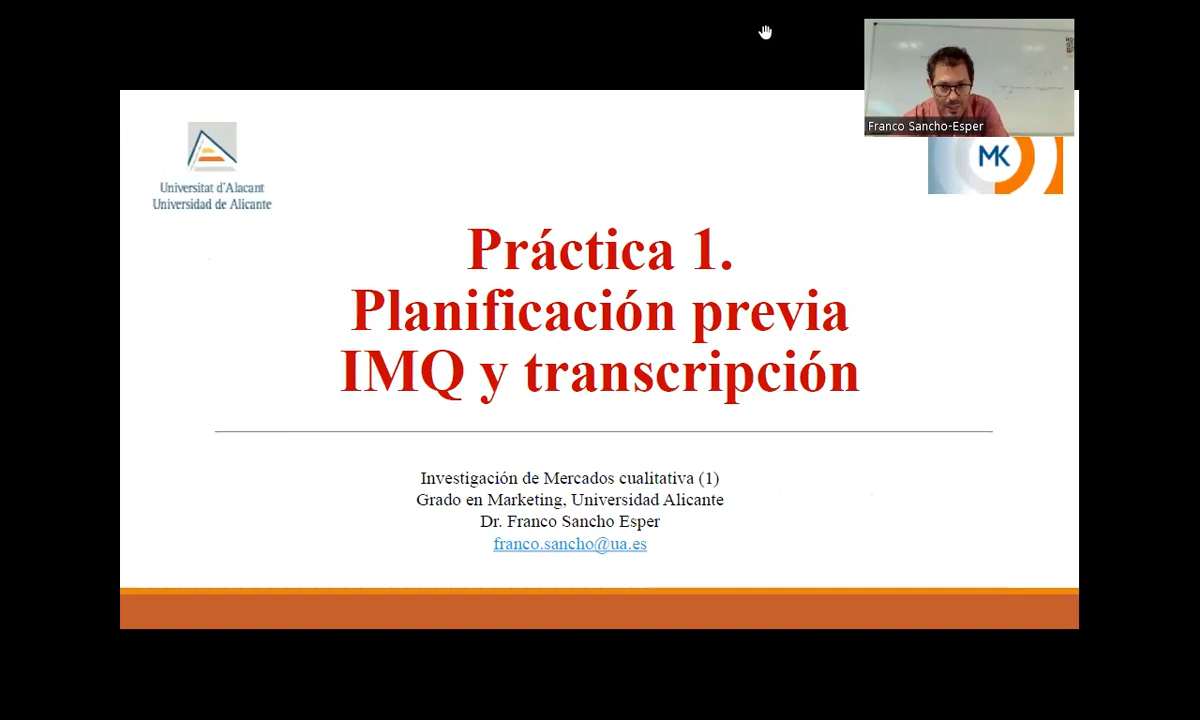 Franco Sancho-Esper
MK
Universitat d'Alacant
Universidad de Alicante
Práctica 1.
Planificación previa
IMQ y transcripción
Investigación de Mercados cualitativa (1)
Grado en Marketing, Universidad Alicante
Dr. Franco Sancho Esper
franco.sancho@ua.es